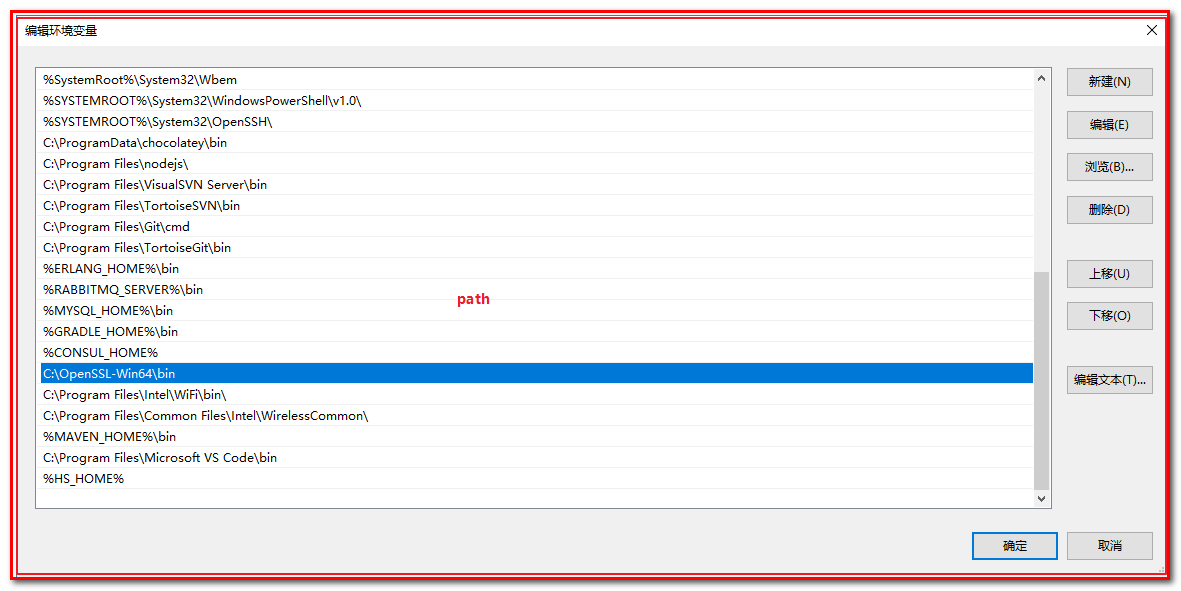 编辑环境变量
%SystemRoot%\System32\Wbem
%SYSTEMROOT%\System32\WindowsPowerShell\v1.0\
%SYSTEMROOT%\System32\OpenSSH\
C:\ProgramData\chocolatey\bin
C:\Program Files\nodejs\
C:\Program Files\VisualSVN Server\bin
C:\Program Files\TortoiseSVN\bin
C:\Program Files\Git\cmd
C:\Program Files\TortoiseGit\bin
%ERLANG_HOME%\bin
%RABBITMQ_SERVER%\bin
path
%MYSQL_HOME%\bin
%GRADLE_HOME%\bin
%CONSUL_HOME%
C:\OpenSSL-Win64\bin
C:\Program Files\Intel\WiFi\bin\
C:\Program Files\Common Files\Intel\WirelessCommon\
%MAVEN_HOME%\bin
C:\Program Files\Microsoft VS Code\bin
%HS_HOME%
新建(N)
编辑(E)
浏览(B)...
删除(D)
上移(U)
下移(O)
编辑文本(T)...
确定
取消